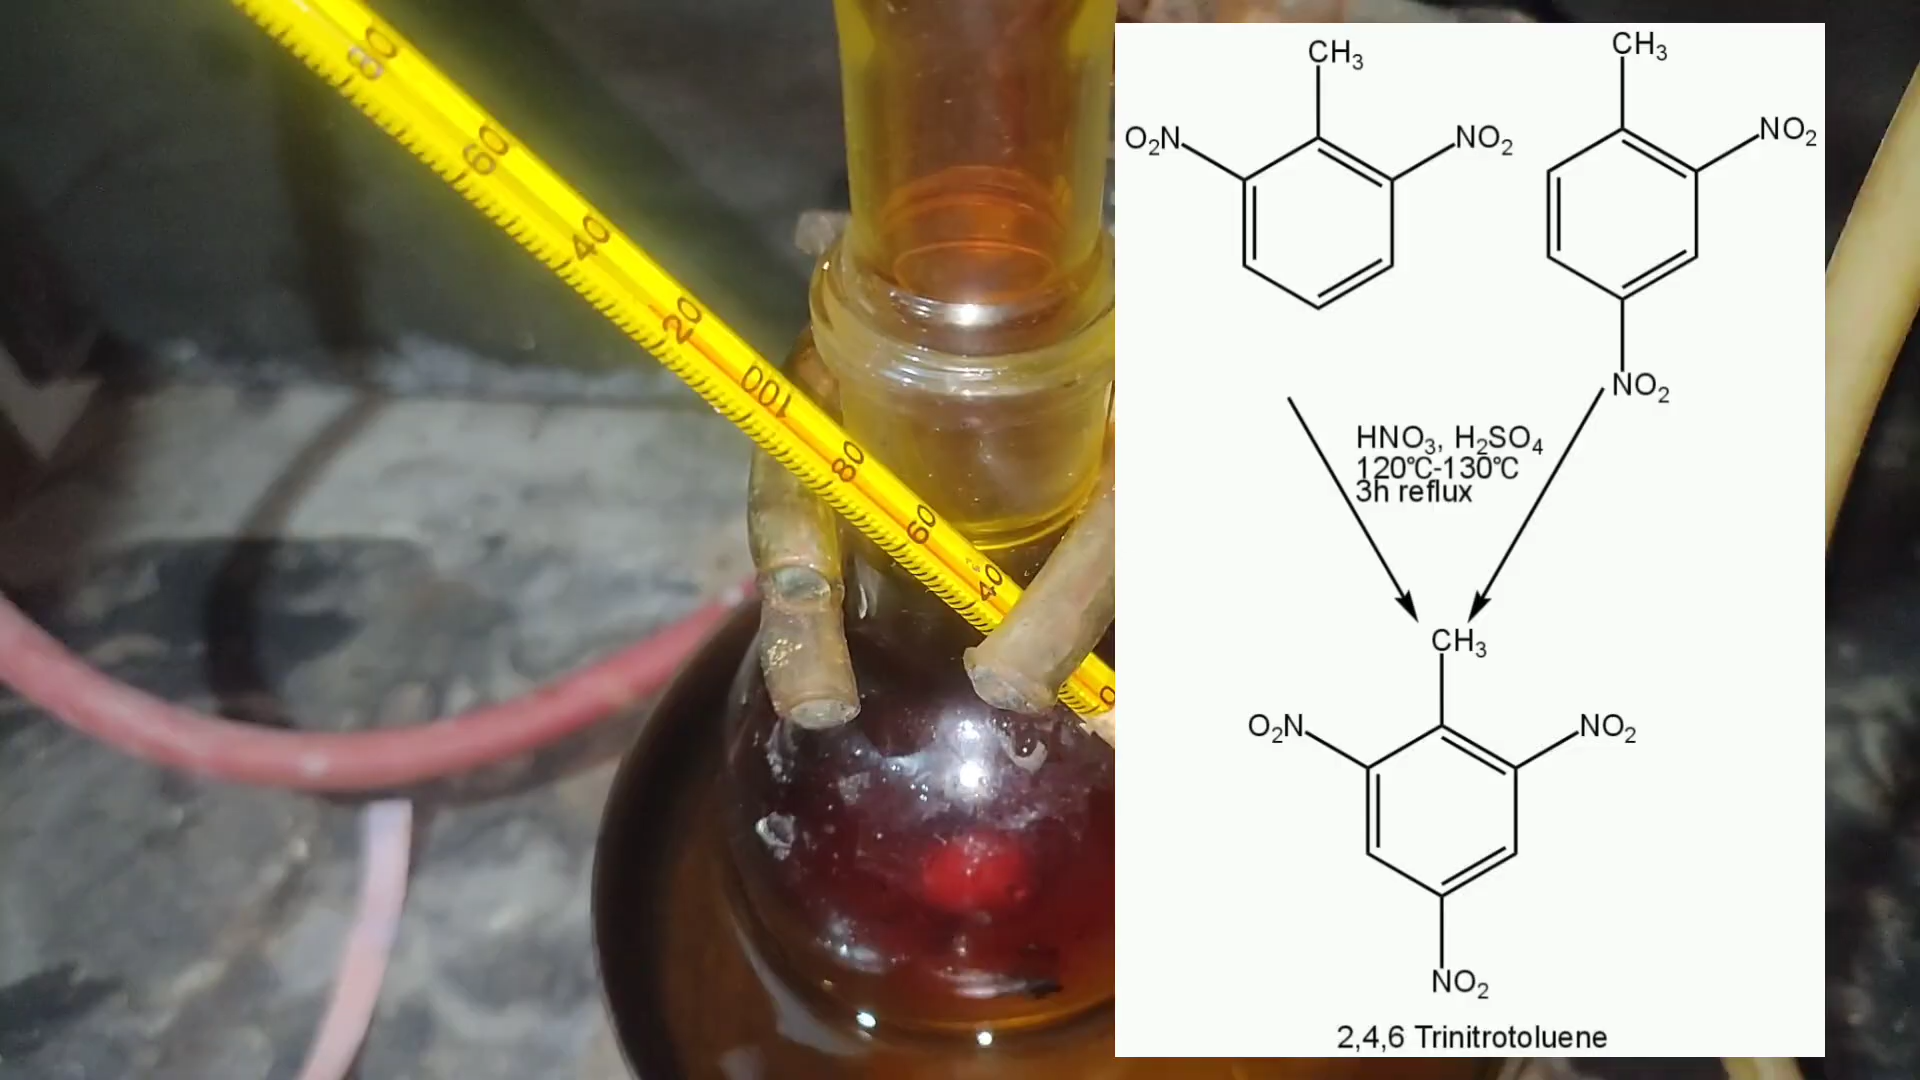 80
60
40
20
100
80
60
40
0
CH₃
CH₃
O₂N
NO₂
NO₂
NO₂
HNO₃, H₂SO₄
120℃-130℃
3h reflux
CH₃
O₂N
NO₂
NO₂
2,4,6 Trinitrotoluene